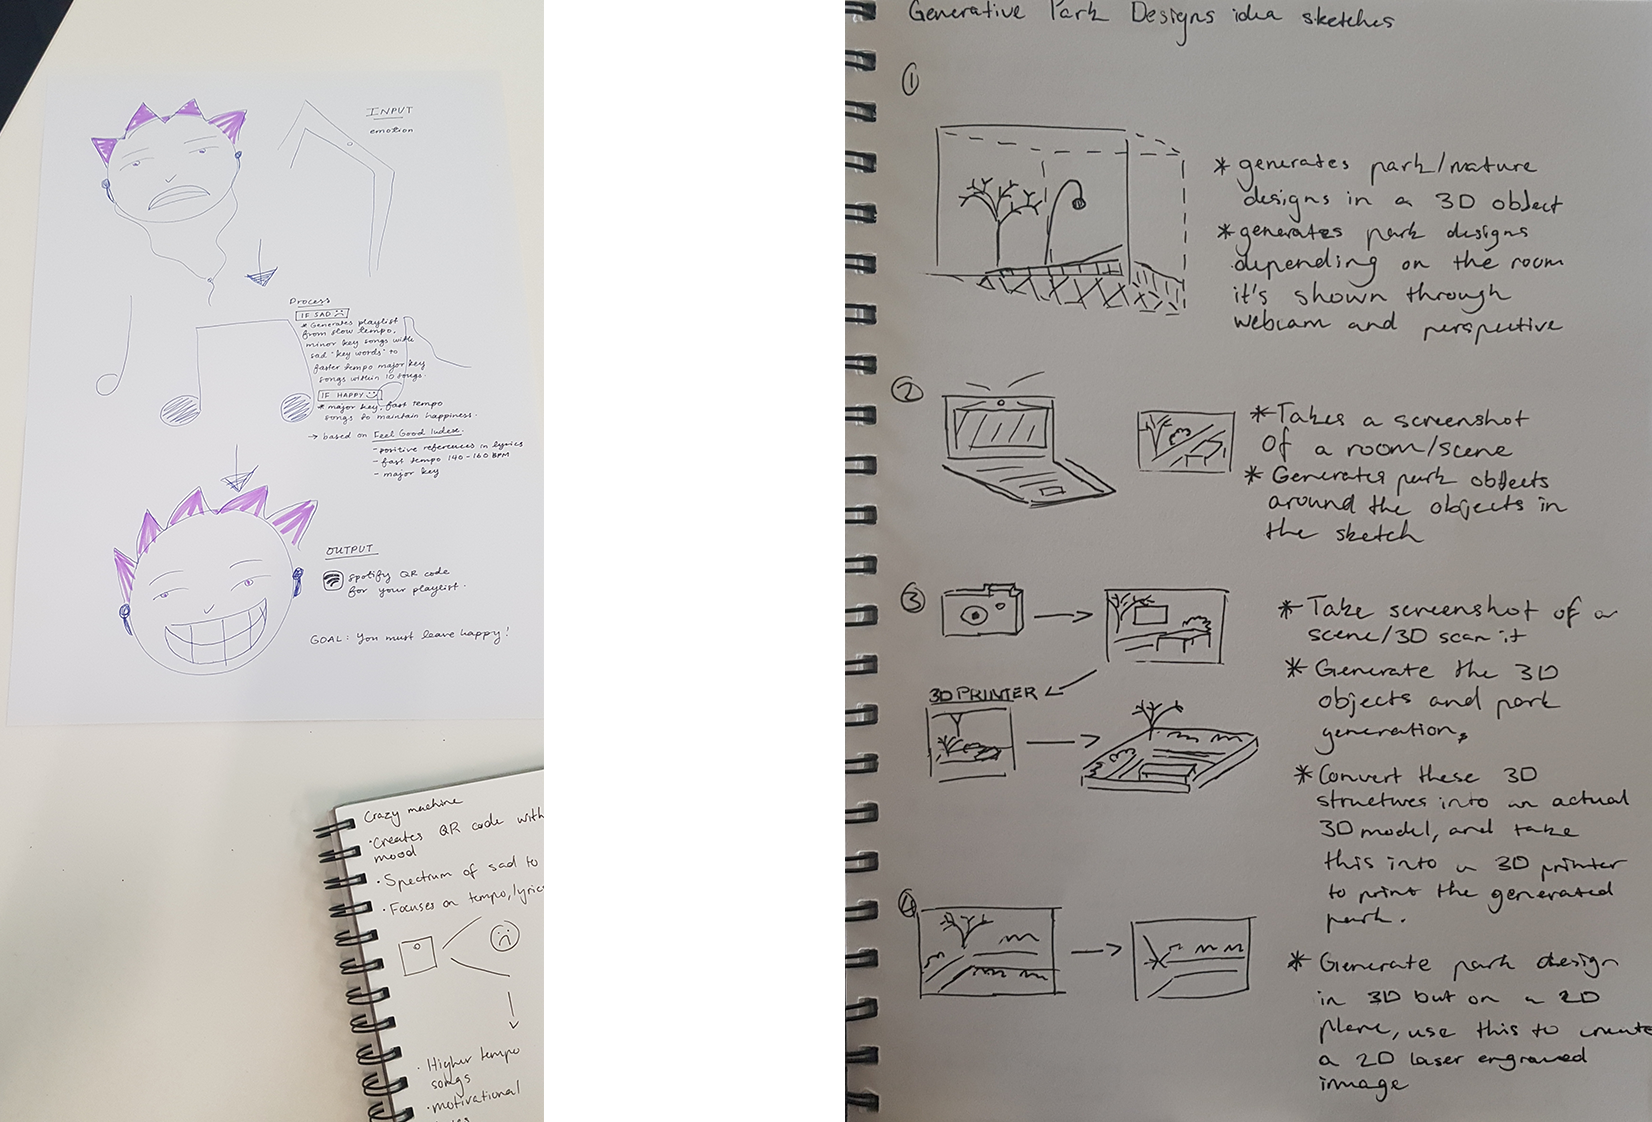 INPUT
emotion
Process
IF SAD
* Generates playlist
from slow tempo,
minor key songs with
sad "key words" to
faster tempo major key
songs within 10 songs.
IF HAPPY
* major key, fast tempo
songs to maintain happiness.
→ based on Feel Good Index.
- positive references in lyrics
- fast tempo 140-160 BPM
- major key
OUTPUT
spotify QR code
for your playlist.
GOAL: You must leave happy!
Crazy machine
· Creates QR code with
mood
· Spectrum of sad to
· Focuses on tempo, lyrics
· Higher tempo
songs
· motivational
Generative Park Designs idea sketches
1
* generates park/nature
designs in a 3D object
* generates park designs
depending on the room
it's shown through
webcam and perspective
2
* Takes a screenshot
of a room/scene
* Generates park objects
around the objects in
the sketch
3
* Take screenshot of a
scene/3D scan it
* Generate the 3D
objects and park
generation,
3D PRINTER
* Convert these 3D
structures into an actual
3D model, and take
this into a 3D printer
to print the generated
park.
4
* Generate park design
in 3D but on a 2D
plane, use this to create
a 2D laser engraved
image